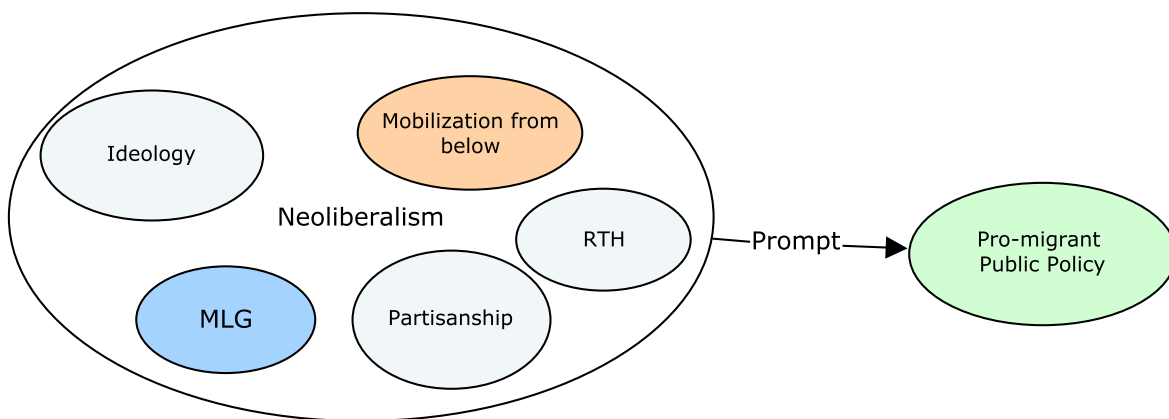 Ideology
Mobilization from
below
Neoliberalism
RTH
MLG
Partisanship
Prompt
Pro-migrant
Public Policy